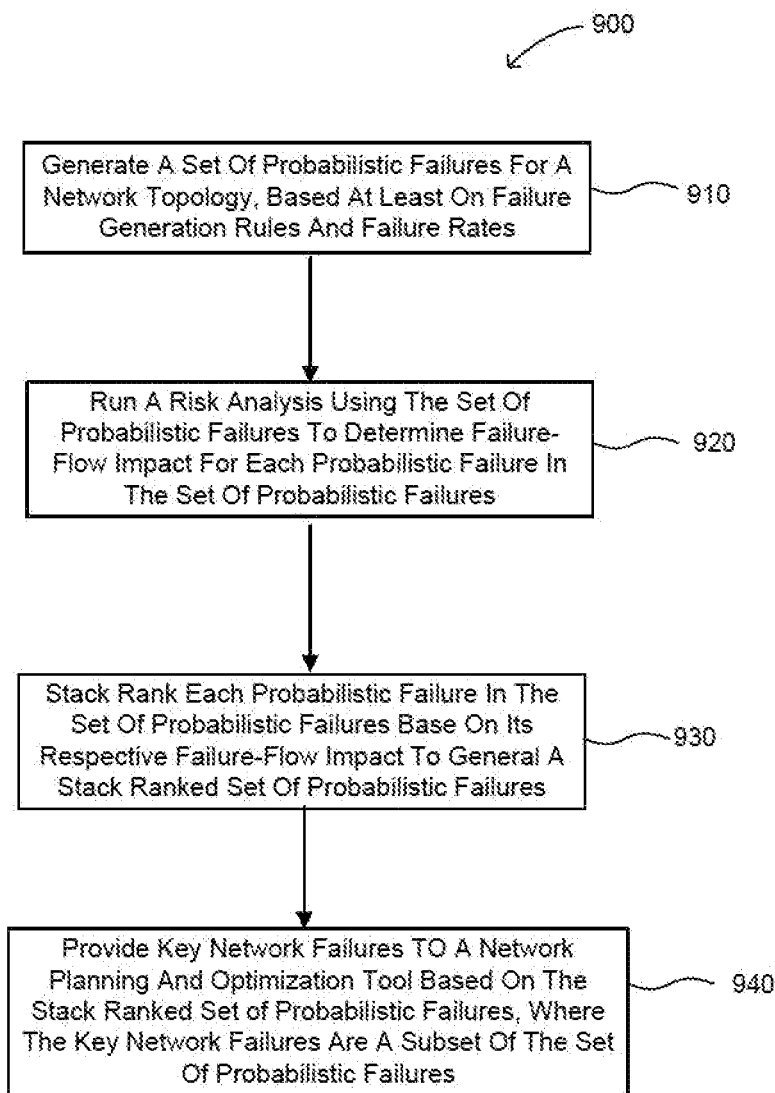 900
Generate A Set Of Probabilistic Failures For A
Network Topology, Based At Least On Failure
Generation Rules And Failure Rates
910
Run A Risk Analysis Using The Set Of
Probabilistic Failures To Determine Failure-
Flow Impact For Each Probabilistic Failure In
The Set Of Probabilistic Failures
920
Stack Rank Each Probabilistic Failure In The
Set Of Probabilistic Failures Base On Its
Respective Failure-Flow Impact To General A
Stack Ranked Set Of Probabilistic Failures
930
Provide Key Network Failures TO A Network
Planning And Optimization Tool Based On The
Stack Ranked Set of Probabilistic Failures, Where
The Key Network Failures Are A Subset Of The Set
Of Probabilistic Failures
940